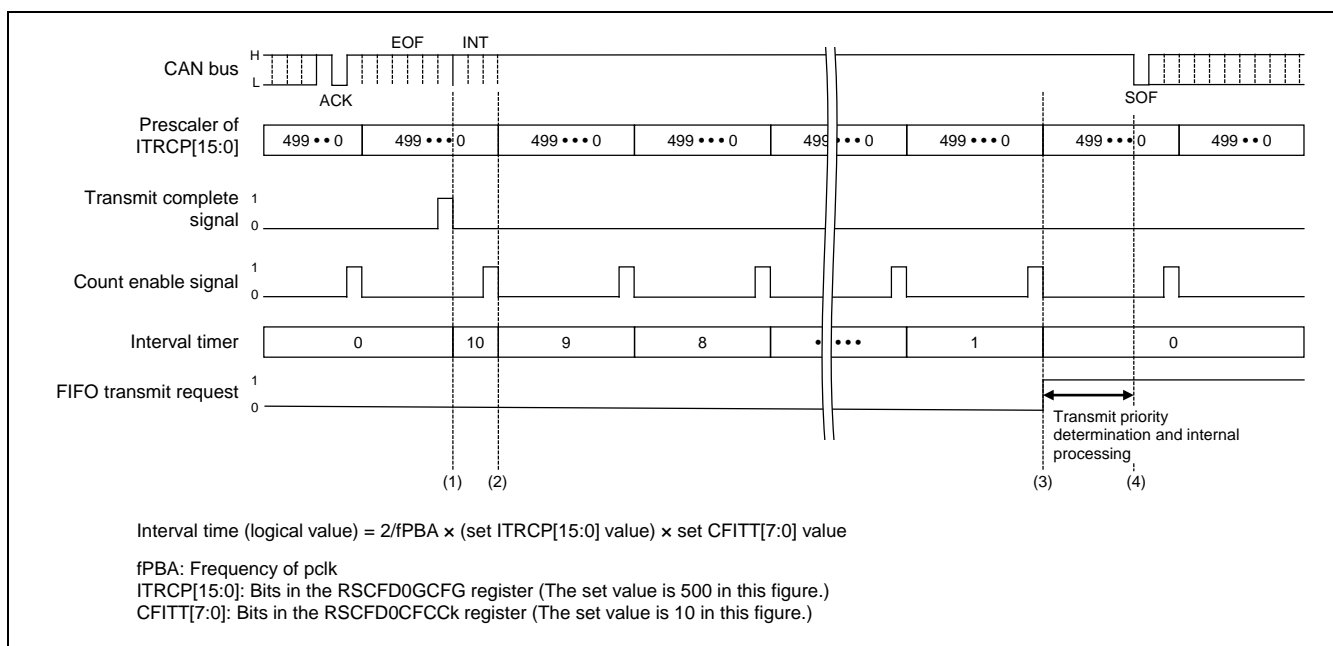 EOF INT
H
CAN bus
L
ACK SOF
Prescaler of
ITRCP[15:0]
499••0 499•••0 499•••0 499•••0 499•••0 499•••0 499•••0 499••0
Transmit complete
signal
1
0
Count enable signal
1
0
Interval timer 0 10 9 8 ••••• 1 0
FIFO transmit request
1
0
Transmit priority
determination and internal
processing
(1) (2) (3) (4)
Interval time (logical value) = 2/fPBA × (set ITRCP[15:0] value) × set CFITT[7:0] value
fPBA: Frequency of pclk
ITRCP[15:0]: Bits in the RSCFD0GCFG register (The set value is 500 in this figure.)
CFITT[7:0]: Bits in the RSCFD0CFCCk register (The set value is 10 in this figure.)